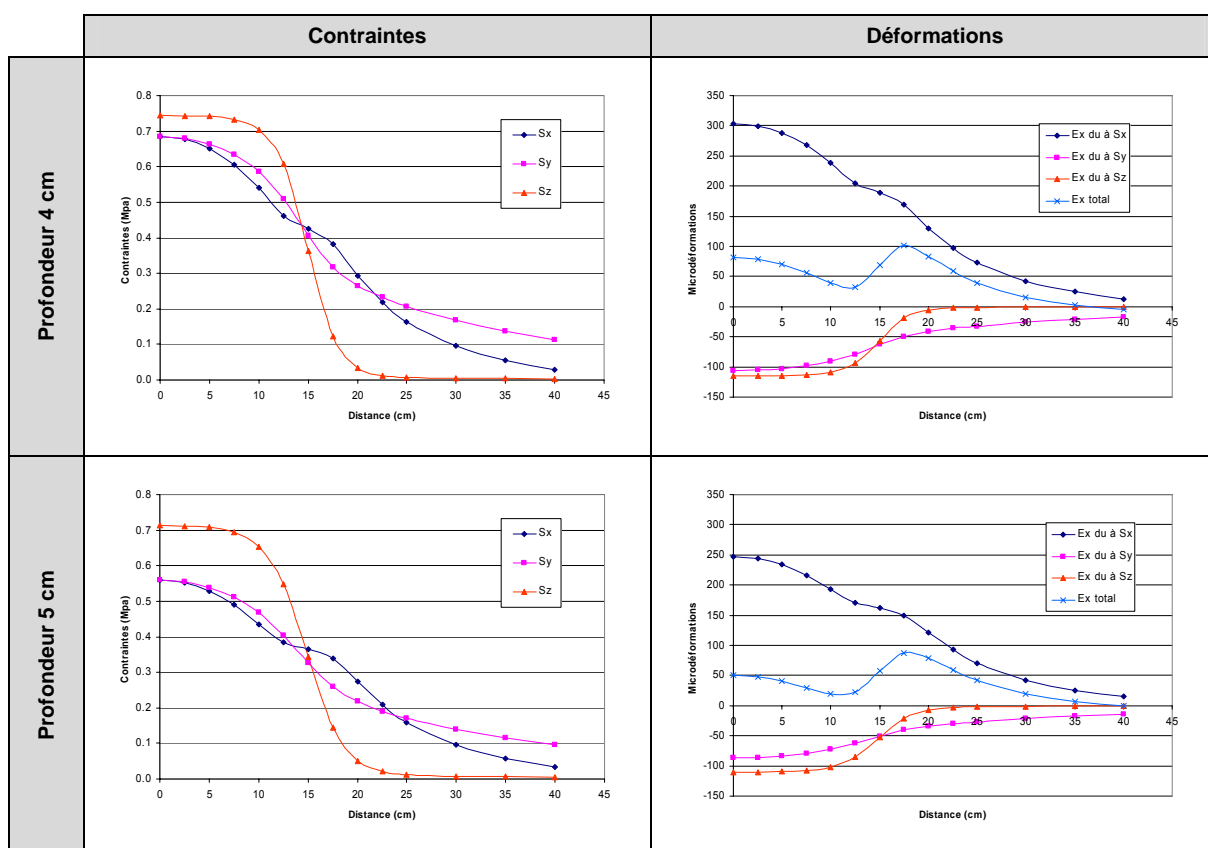 Contraintes
Déformations
Profondeur 4 cm
0.8
0.7
0.6
0.5
0.4
0.3
0.2
0.1
0.0
0 5 10 15 20 25 30 35 40 45
Contraintes (Mpa)
Distance (cm)
Sx
Sy
Sz
350
300
250
200
150
100
50
0
-50
-100
-150
0 5 10 15 20 25 30 35 40 45
Microdéformations
Distance (cm)
Ex du à Sx
Ex du à Sy
Ex du à Sz
Ex total
Profondeur 5 cm
0.8
0.7
0.6
0.5
0.4
0.3
0.2
0.1
0.0
0 5 10 15 20 25 30 35 40 45
Contraintes (Mpa)
Distance (cm)
Sx
Sy
Sz
350
300
250
200
150
100
50
0
-50
-100
-150
0 5 10 15 20 25 30 35 40 45
Microdéformations
Distance (cm)
Ex du à Sx
Ex du à Sy
Ex du à Sz
Ex total